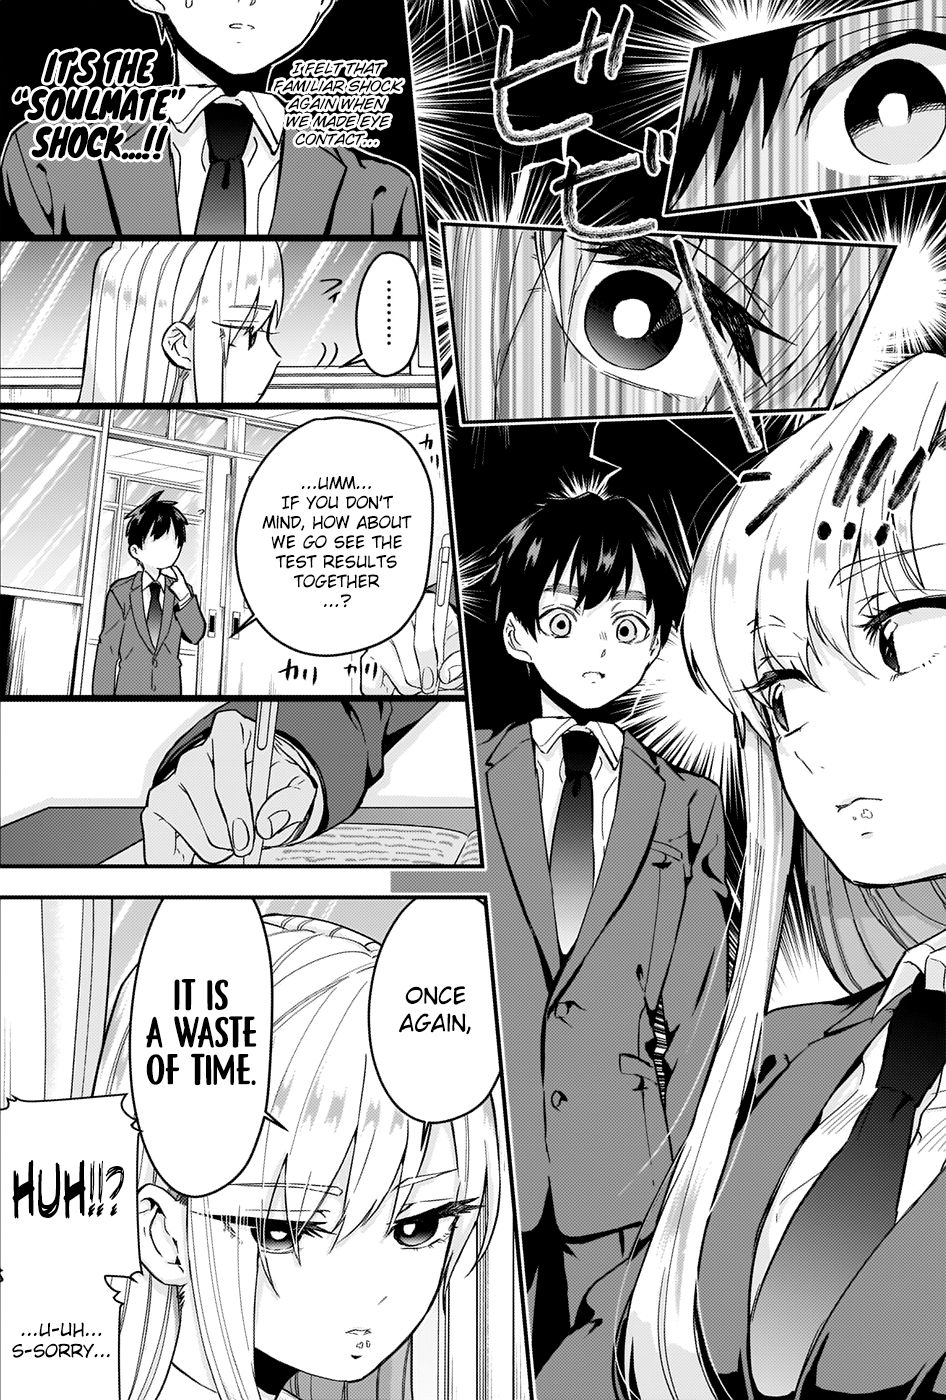 ビビビ
I FELT THAT
FAMILIAR SHOCK
AGAIN WHEN
WE MADE EYE
CONTACT...
IT'S THE
"SOULMATE"
SHOCK...!!
.........
...UMM...
IF YOU DON'T
MIND, HOW ABOUT
WE GO SEE THE
TEST RESULTS
TOGETHER
...?
カリ
カリ
カリ
ONCE
AGAIN,
IT IS
A WASTE
OF TIME.
HUH!!?
...U-UH...
S-SORRY...